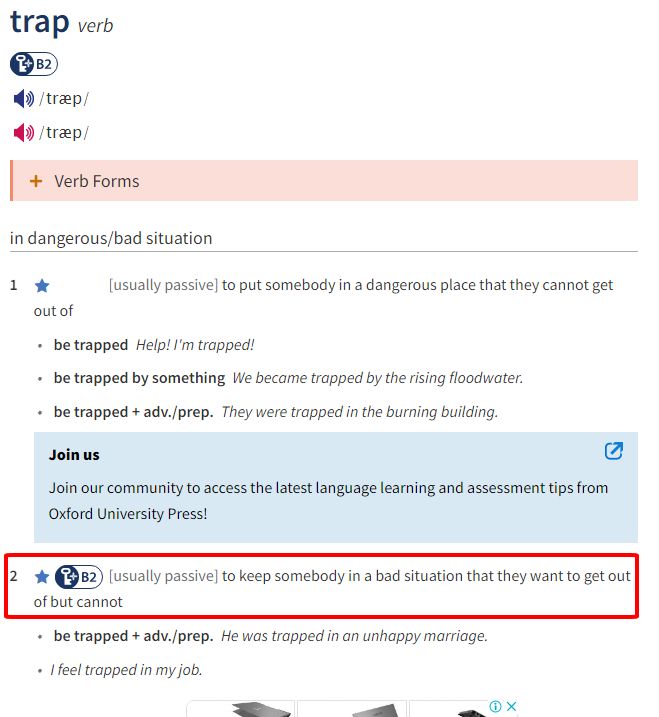 trap verb
B2
/træp/
/træp/
+ Verb Forms
in dangerous/bad situation
1 [usually passive] to put somebody in a dangerous place that they cannot get
out of
• be trapped Help! I'm trapped!
• be trapped by something We became trapped by the rising floodwater.
• be trapped + adv./prep. They were trapped in the burning building.
Join us
Join our community to access the latest language learning and assessment tips from
Oxford University Press!
2 B2 [usually passive] to keep somebody in a bad situation that they want to get out
of but cannot
• be trapped + adv./prep. He was trapped in an unhappy marriage.
• I feel trapped in my job.